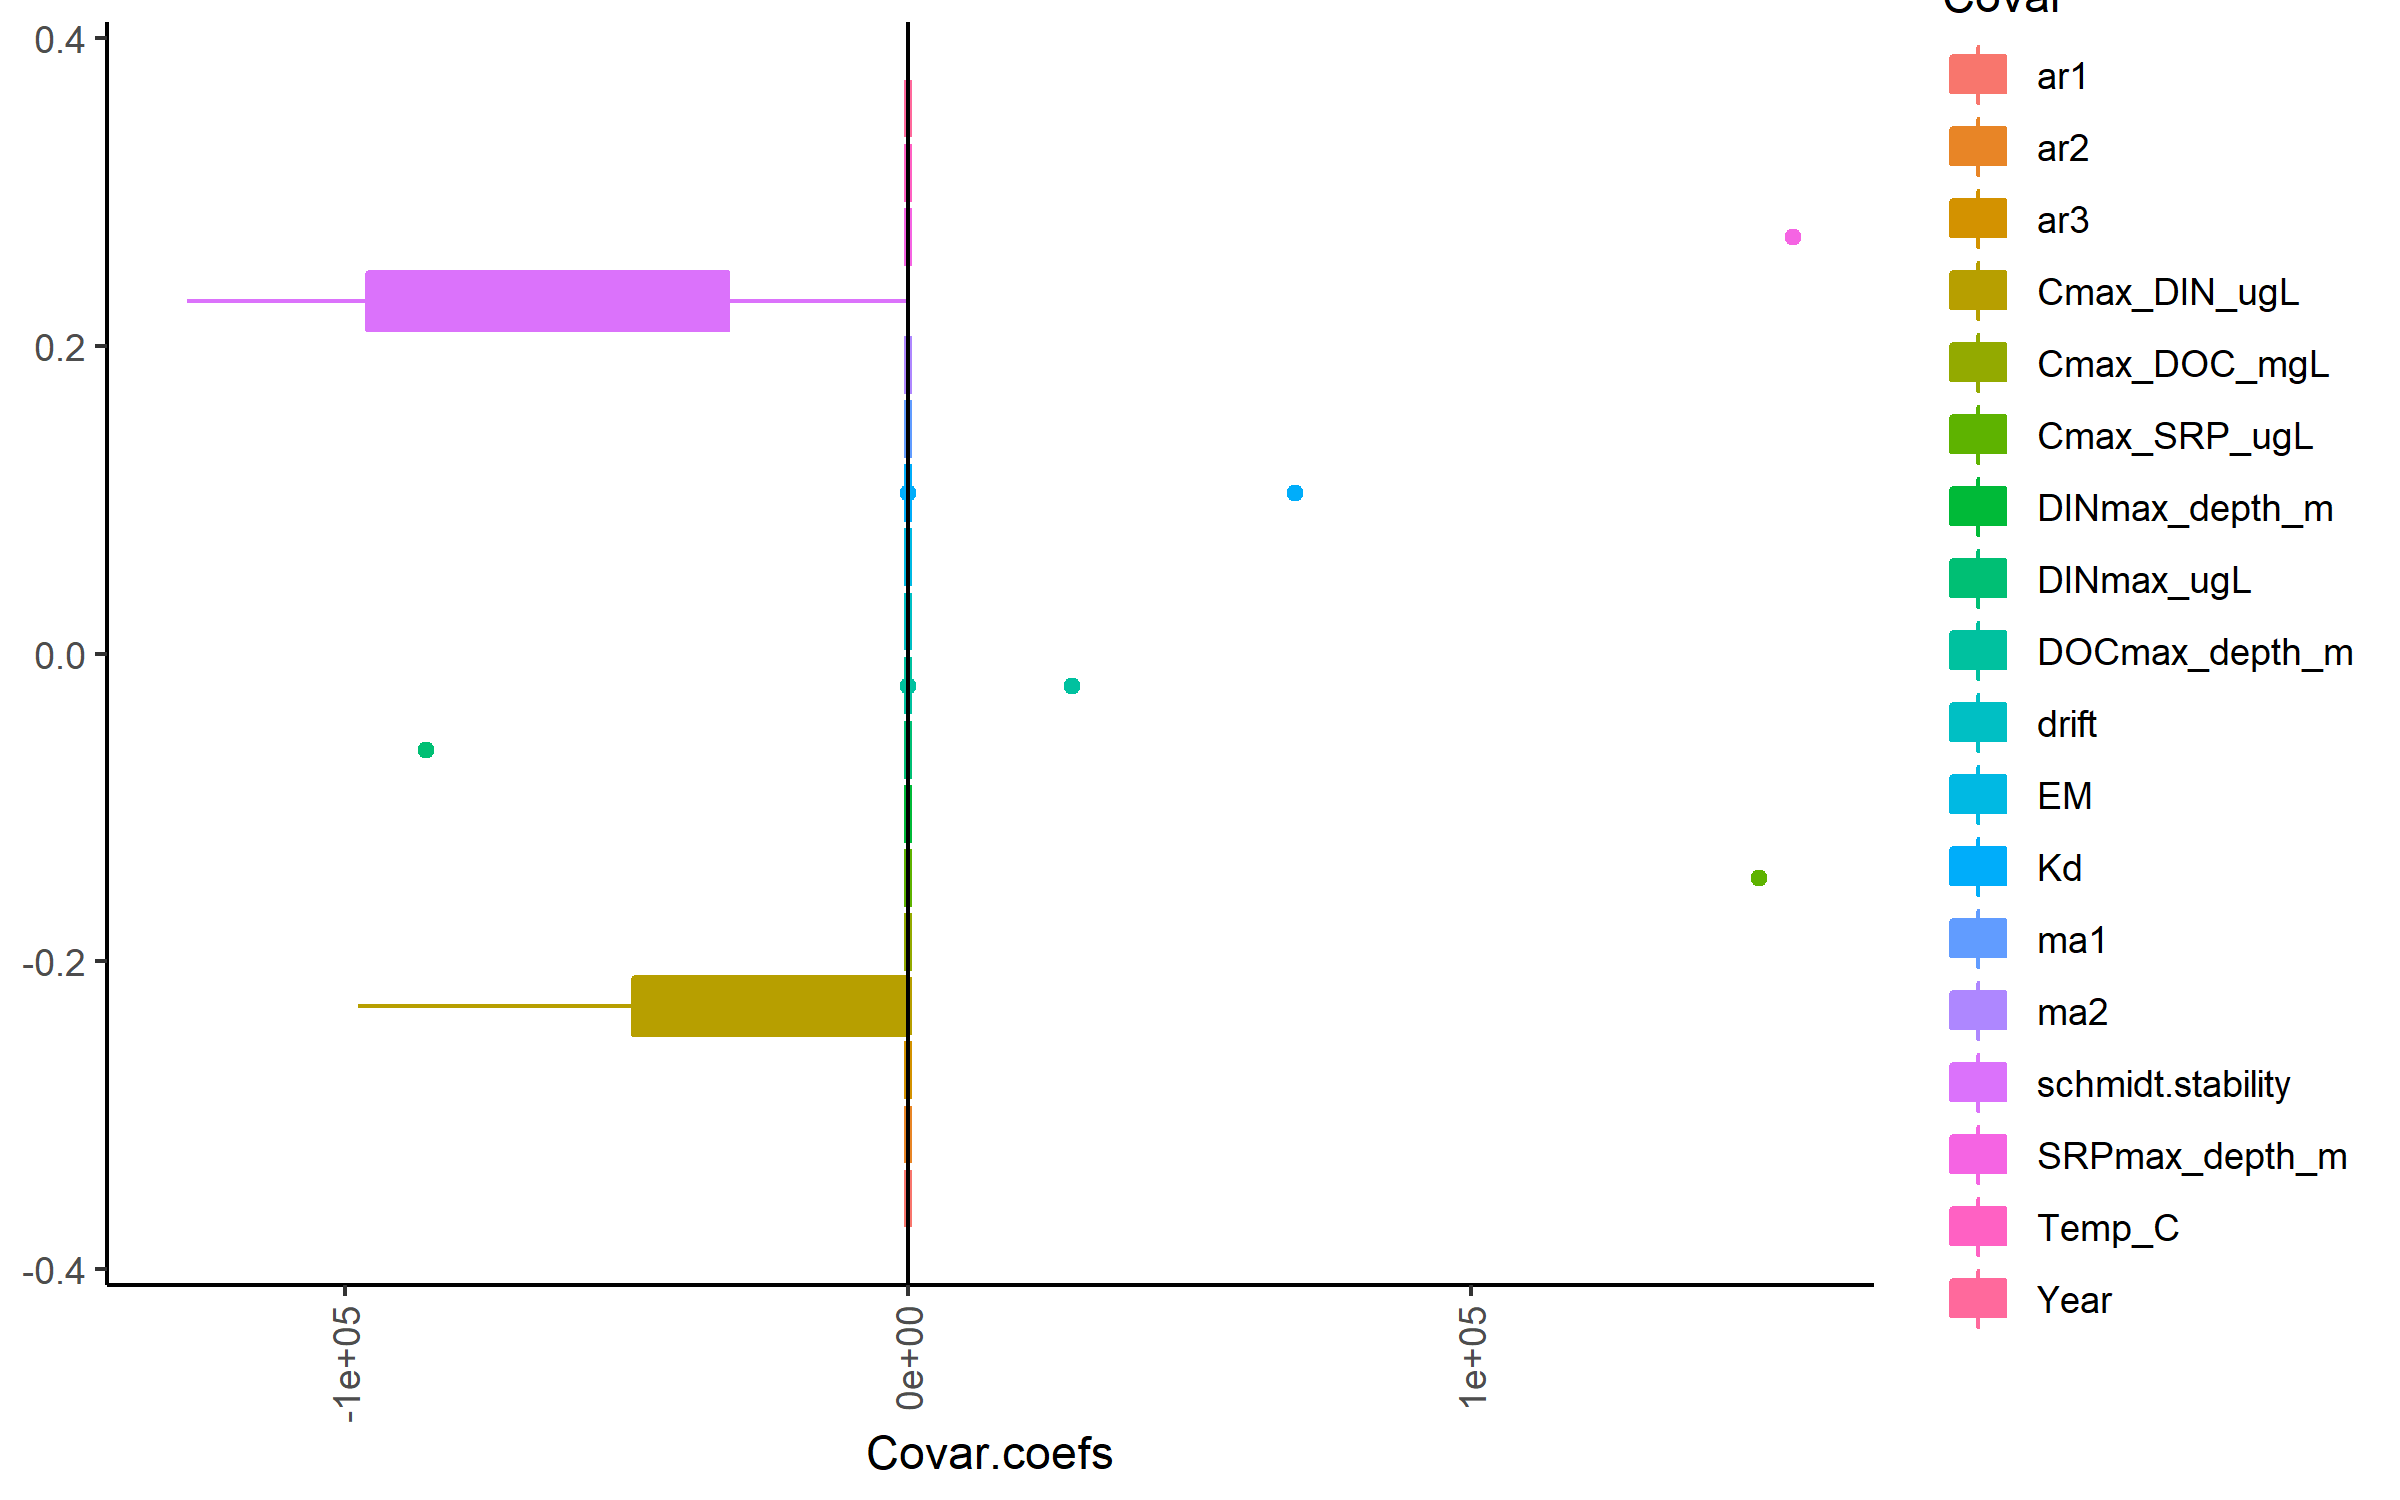 Covar
0.4
0.2
0.0
-0.2
-0.4
-1e+05
0e+00
1e+05
Covar.coefs
ar1
ar2
ar3
Cmax_DIN_ugL
Cmax_DOC_mgL
Cmax_SRP_ugL
DINmax_depth_m
DINmax_ugL
DOCmax_depth_m
drift
EM
Kd
ma1
ma2
schmidt.stability
SRPmax_depth_m
Temp_C
Year